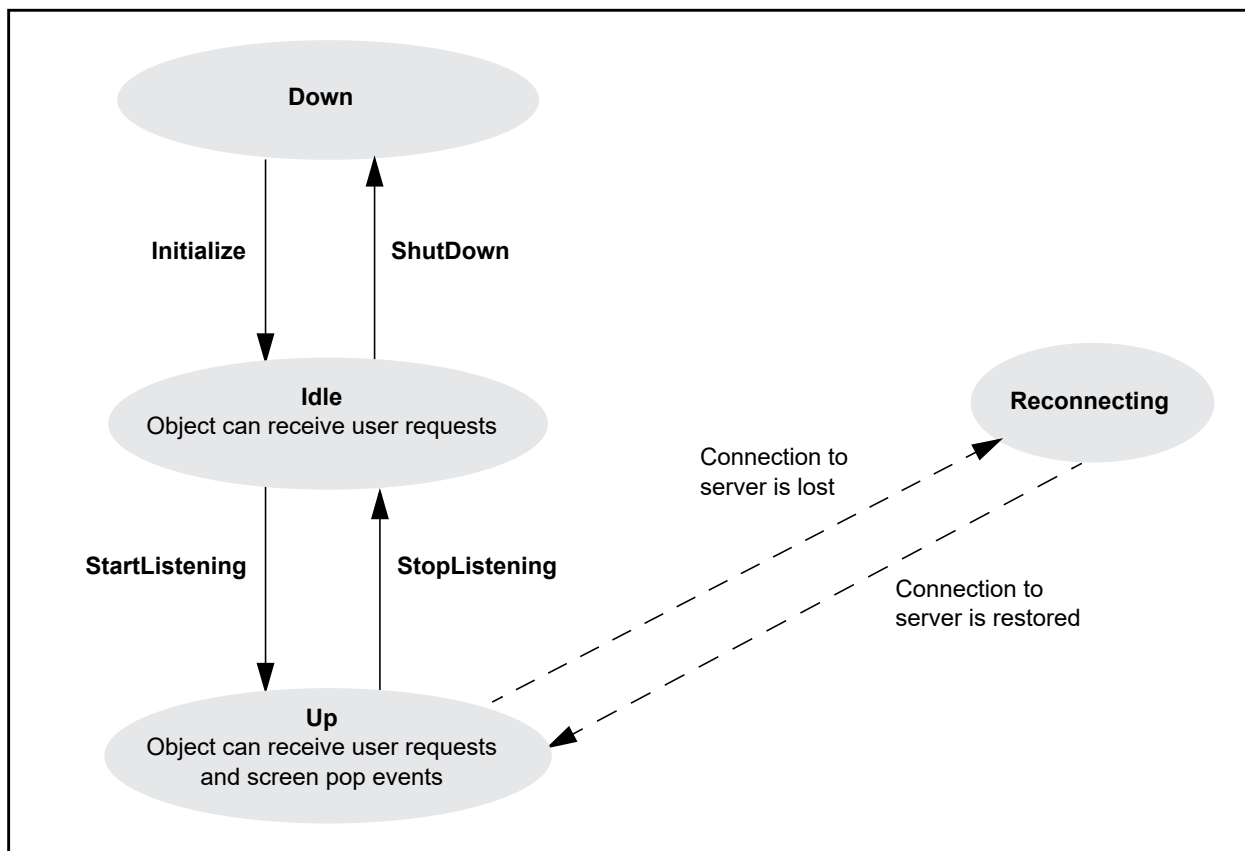 Down
Initialize
ShutDown
Idle
Object can receive user requests
Reconnecting
Connection to
server is lost
StartListening
StopListening
Connection to
server is restored
Up
Object can receive user requests
and screen pop events